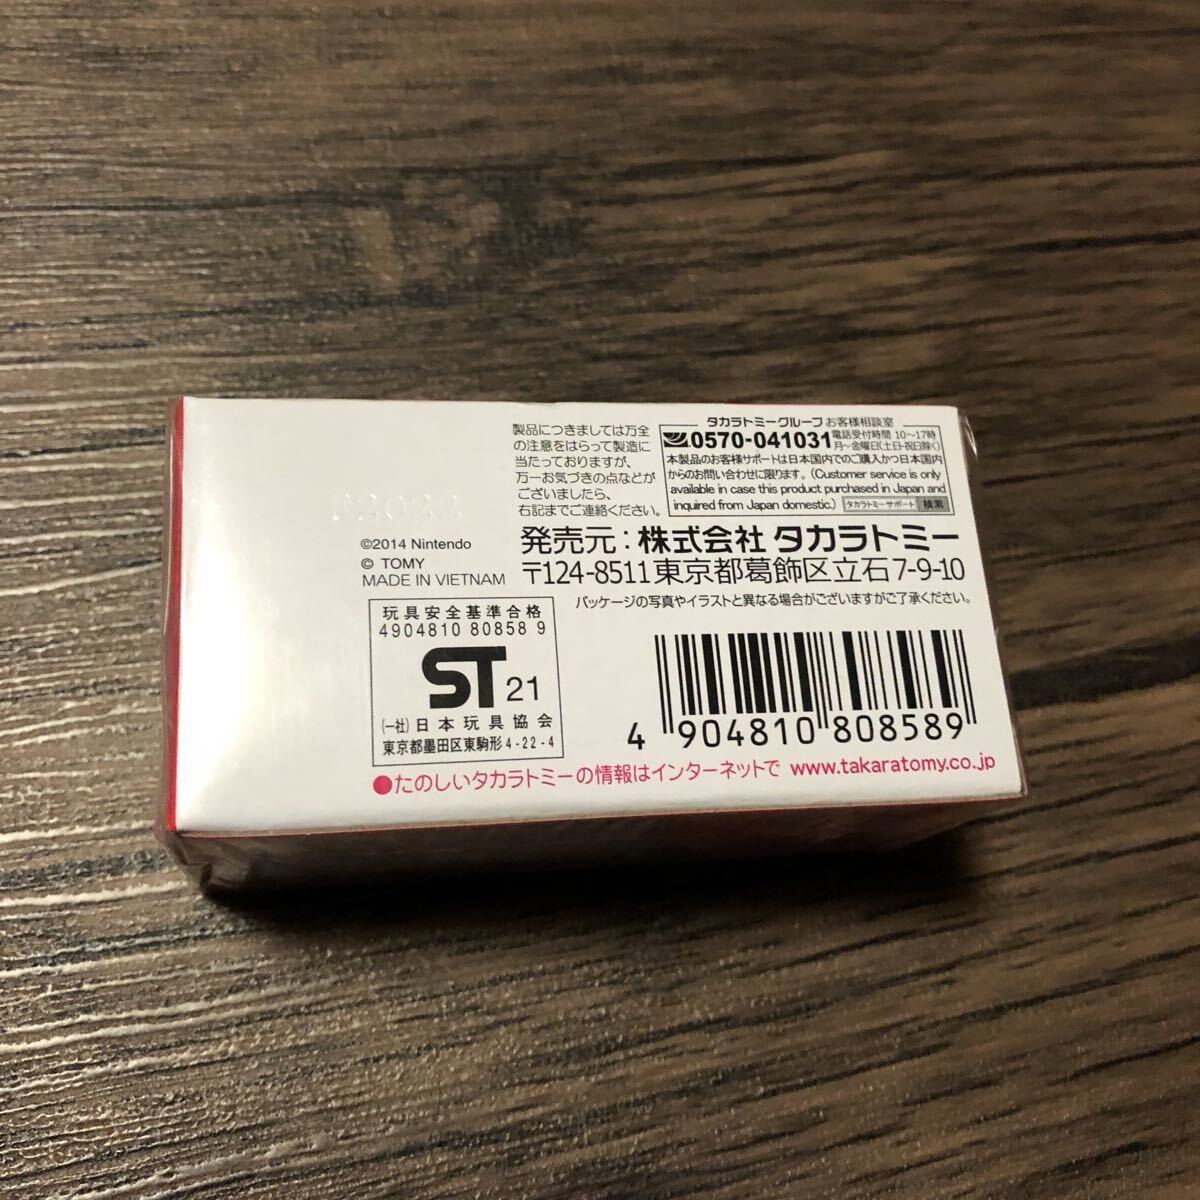 製品につきましては万全
の注意をはらって製造に
当たっておりますが、
万一お気づきの点などが
ございましたら、
右記までご連絡ください。
タカラトミーグループ お客様相談室
0570-041031 電話受付時間 10〜17時
月〜金曜日(土日・祝日除く)
本製品のお客様サポートは日本国内でのご購入かつ日本国内
からのお問い合わせに限ります。(Customer service is only
available in case this product purchased in Japan and
inquired from Japan domestic.) タカラトミーサポート 検索
©2014 Nintendo
© TOMY
MADE IN VIETNAM
発売元：株式会社 タカラトミー
〒124-8511 東京都葛飾区立石7-9-10
パッケージの写真やイラストと異なる場合がございますがご了承ください。
玩具安全基準合格
4904810 80858 9
ST 21
(一社)日本玩具協会
東京都墨田区東駒形4-22-4
4 904810 808589
●たのしいタカラトミーの情報はインターネットで www.takaratomy.co.jp